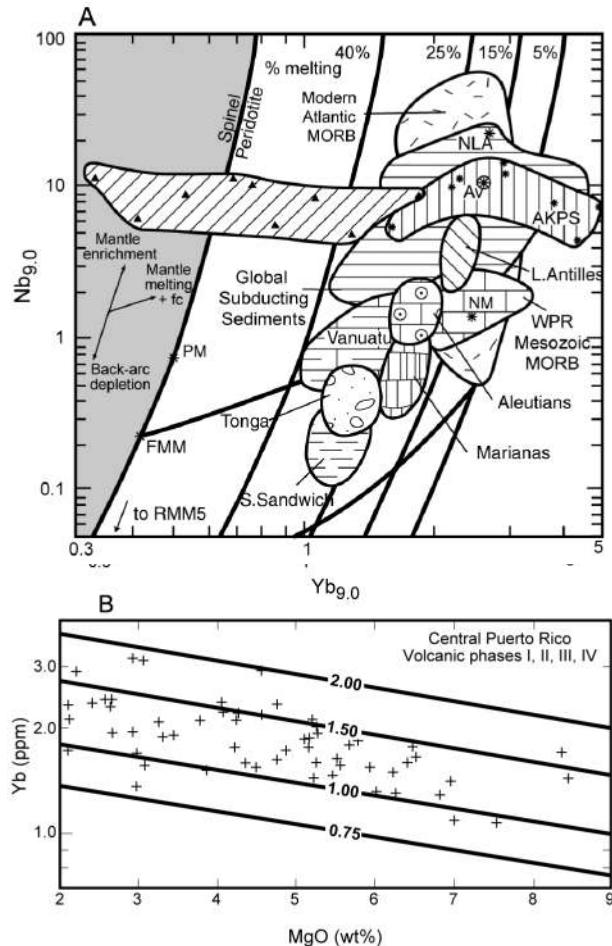 A
100
10
1
0.1
Nb9.0
40%
25%
15%
5%
% melting
Spinel
Peridotite
Modern
Atlantic
MORB
NLA
AV
AKPS
Mantle
enrichment
Mantle
melting
+ fc
Back-arc
depletion
PM
FMM
to RMM5
Global
Subducting
Sediments
Vanuatu
Tonga
S.Sandwich
L.Antilles
NM
WPR
Mesozoic
MORB
Aleutians
Marianas
0.3
1
5
Yb9.0
B
Central Puerto Rico
Volcanic phases I, II, III, IV
3.0
2.0
1.0
Yb (ppm)
2.00
1.50
1.00
0.75
2 3 4 5 6 7 8 9
MgO (wt%)